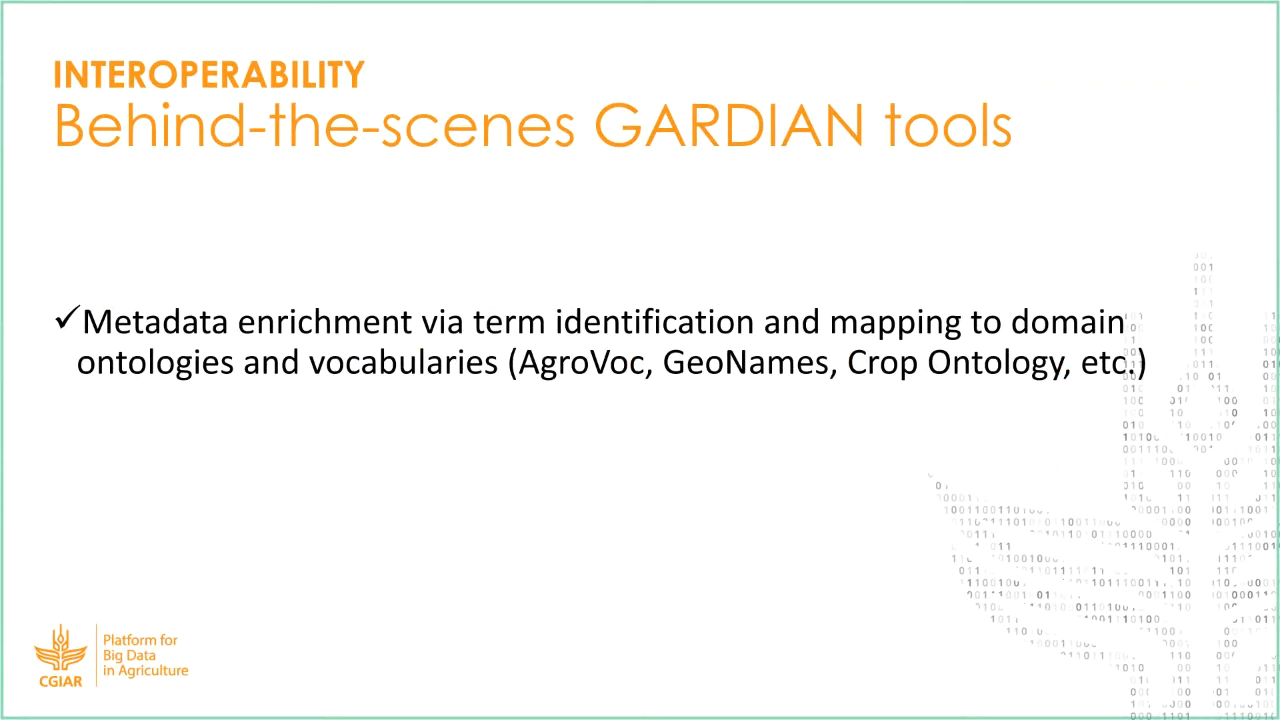 INTEROPERABILITY
Behind-the-scenes GARDIAN tools
✓Metadata enrichment via term identification and mapping to domain
ontologies and vocabularies (AgroVoc, GeoNames, Crop Ontology, etc.)
CGIAR
Platform for
Big Data
in Agriculture